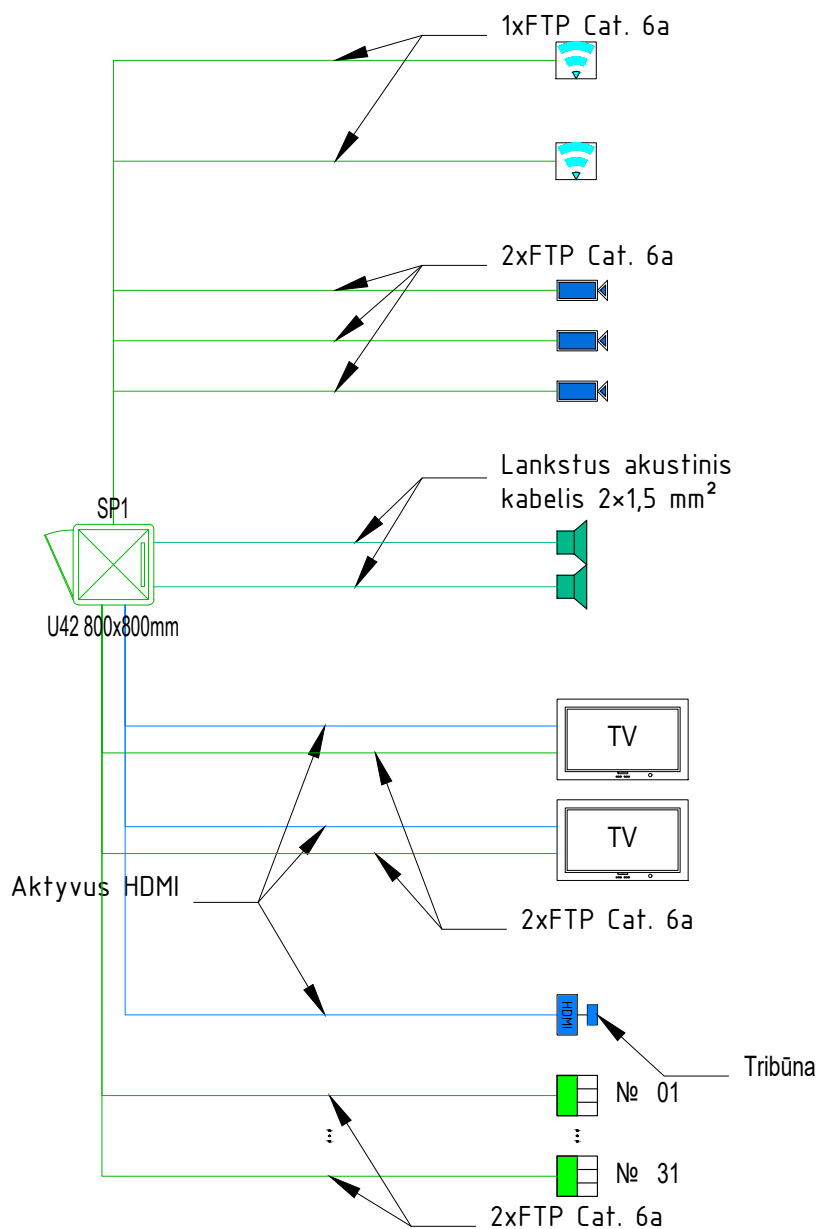 1xFTP Cat. 6a
2xFTP Cat. 6a
Lankstus akustinis
kabelis 2×1,5 mm²
SP1
U42 800x800mm
TV
TV
Aktyvus HDMI
2xFTP Cat. 6a
HDMI
Tribūna
№ 01
№ 31
2xFTP Cat. 6a